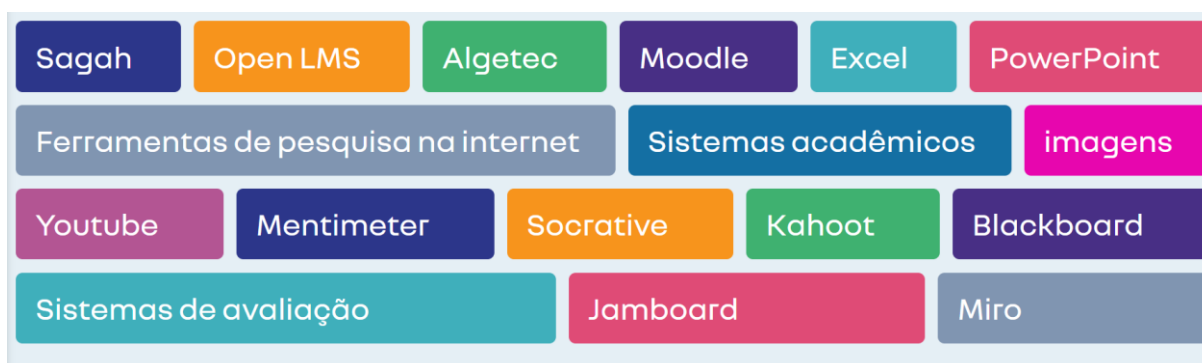 Sagah Open LMS Algetec Moodle Excel PowerPoint
Ferramentas de pesquisa na internet Sistemas acadêmicos imagens
Youtube Mentimeter Socrative Kahoot Blackboard
Sistemas de avaliação Jamboard Miro